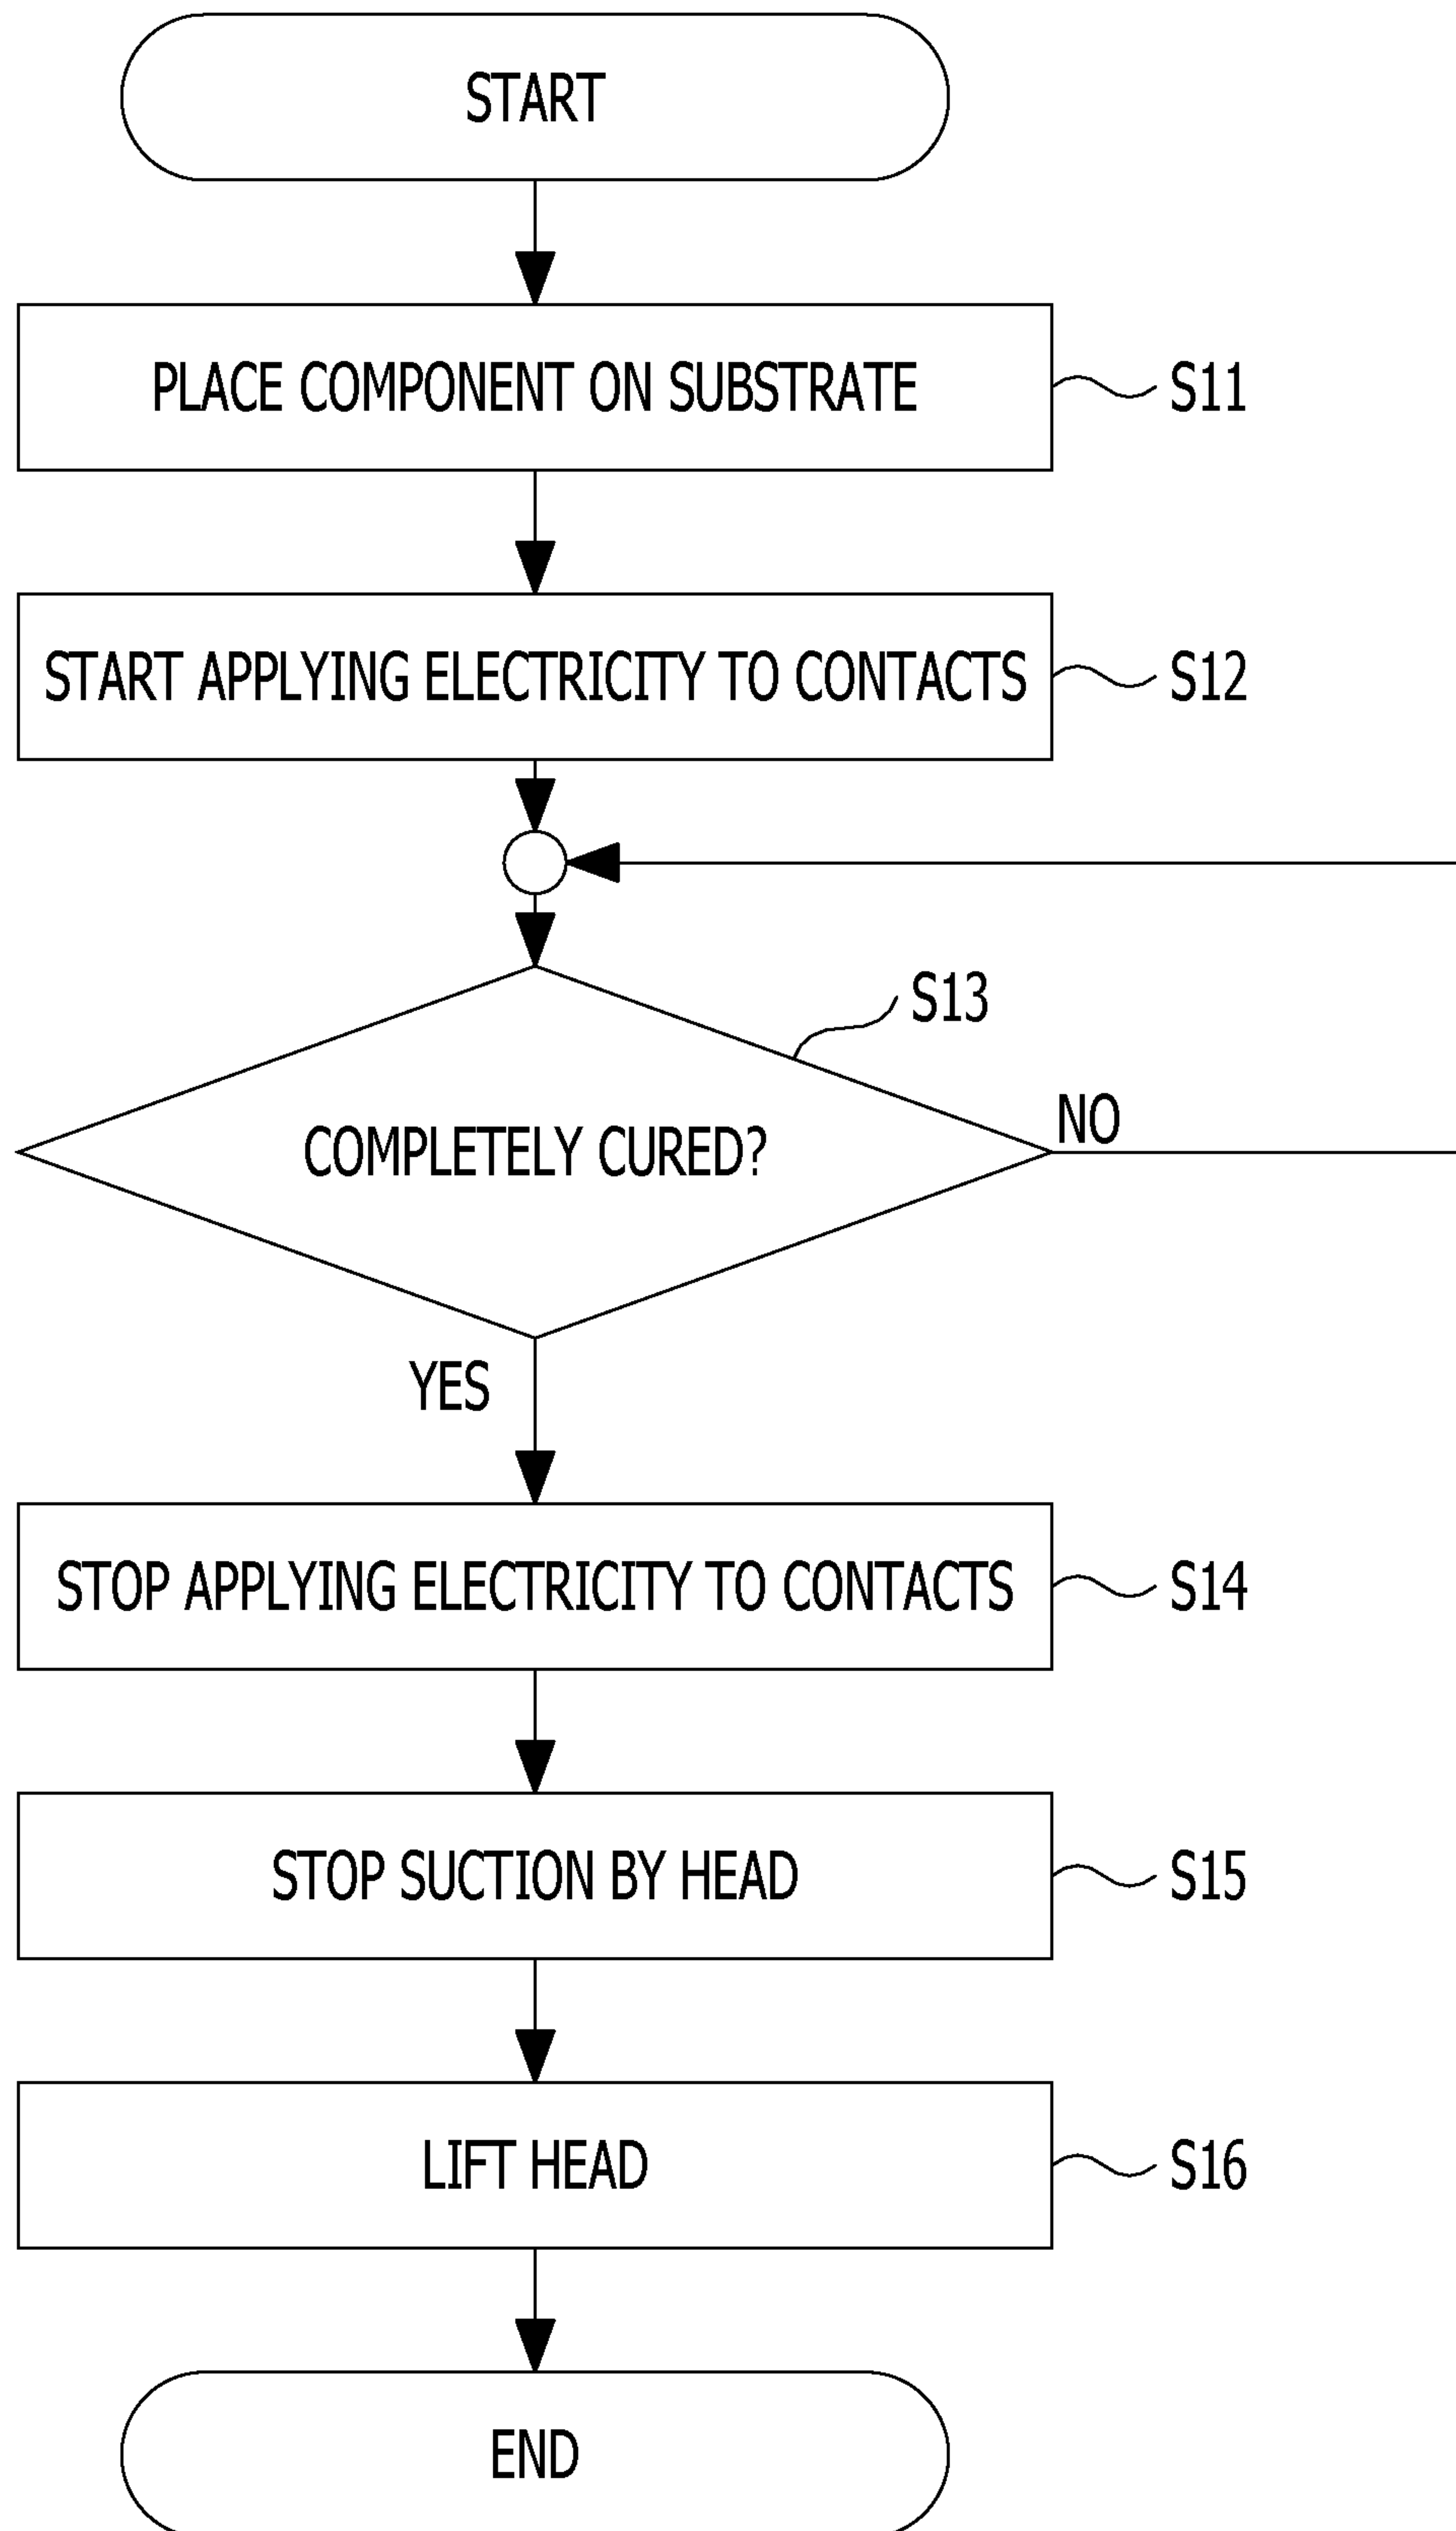 START
PLACE COMPONENT ON SUBSTRATE
S11
START APPLYING ELECTRICITY TO CONTACTS
S12
S13
COMPLETELY CURED?
NO
YES
STOP APPLYING ELECTRICITY TO CONTACTS
S14
STOP SUCTION BY HEAD
S15
LIFT HEAD
S16
END